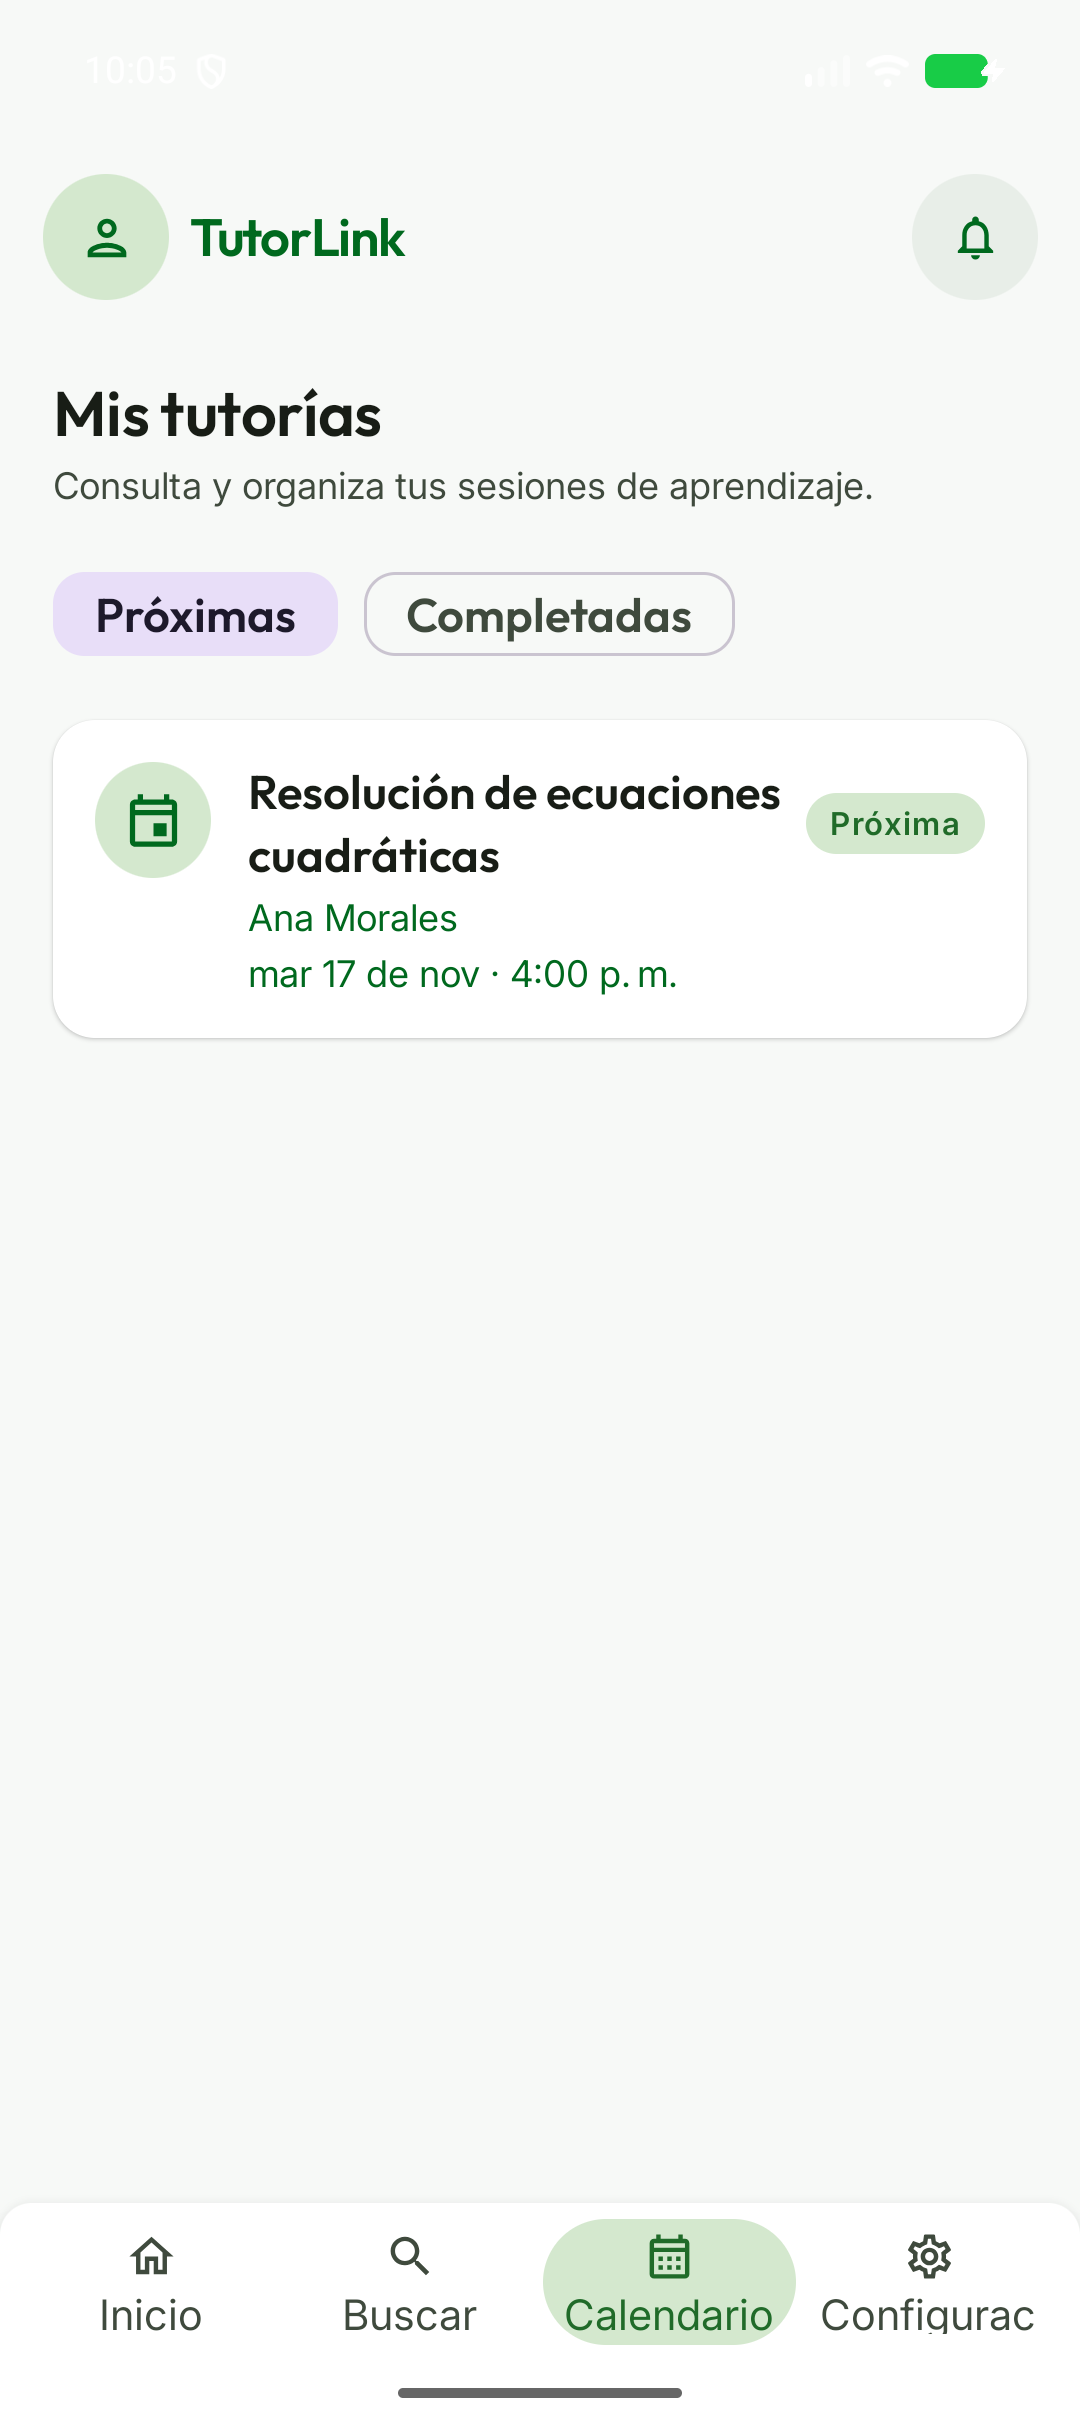 10:05
TutorLink
Mis tutorías
Consulta y organiza tus sesiones de aprendizaje.
Próximas
Completadas
Resolución de ecuaciones
cuadráticas
Próxima
Ana Morales
mar 17 de nov · 4:00 p. m.
Inicio
Buscar
Calendario
Configurac